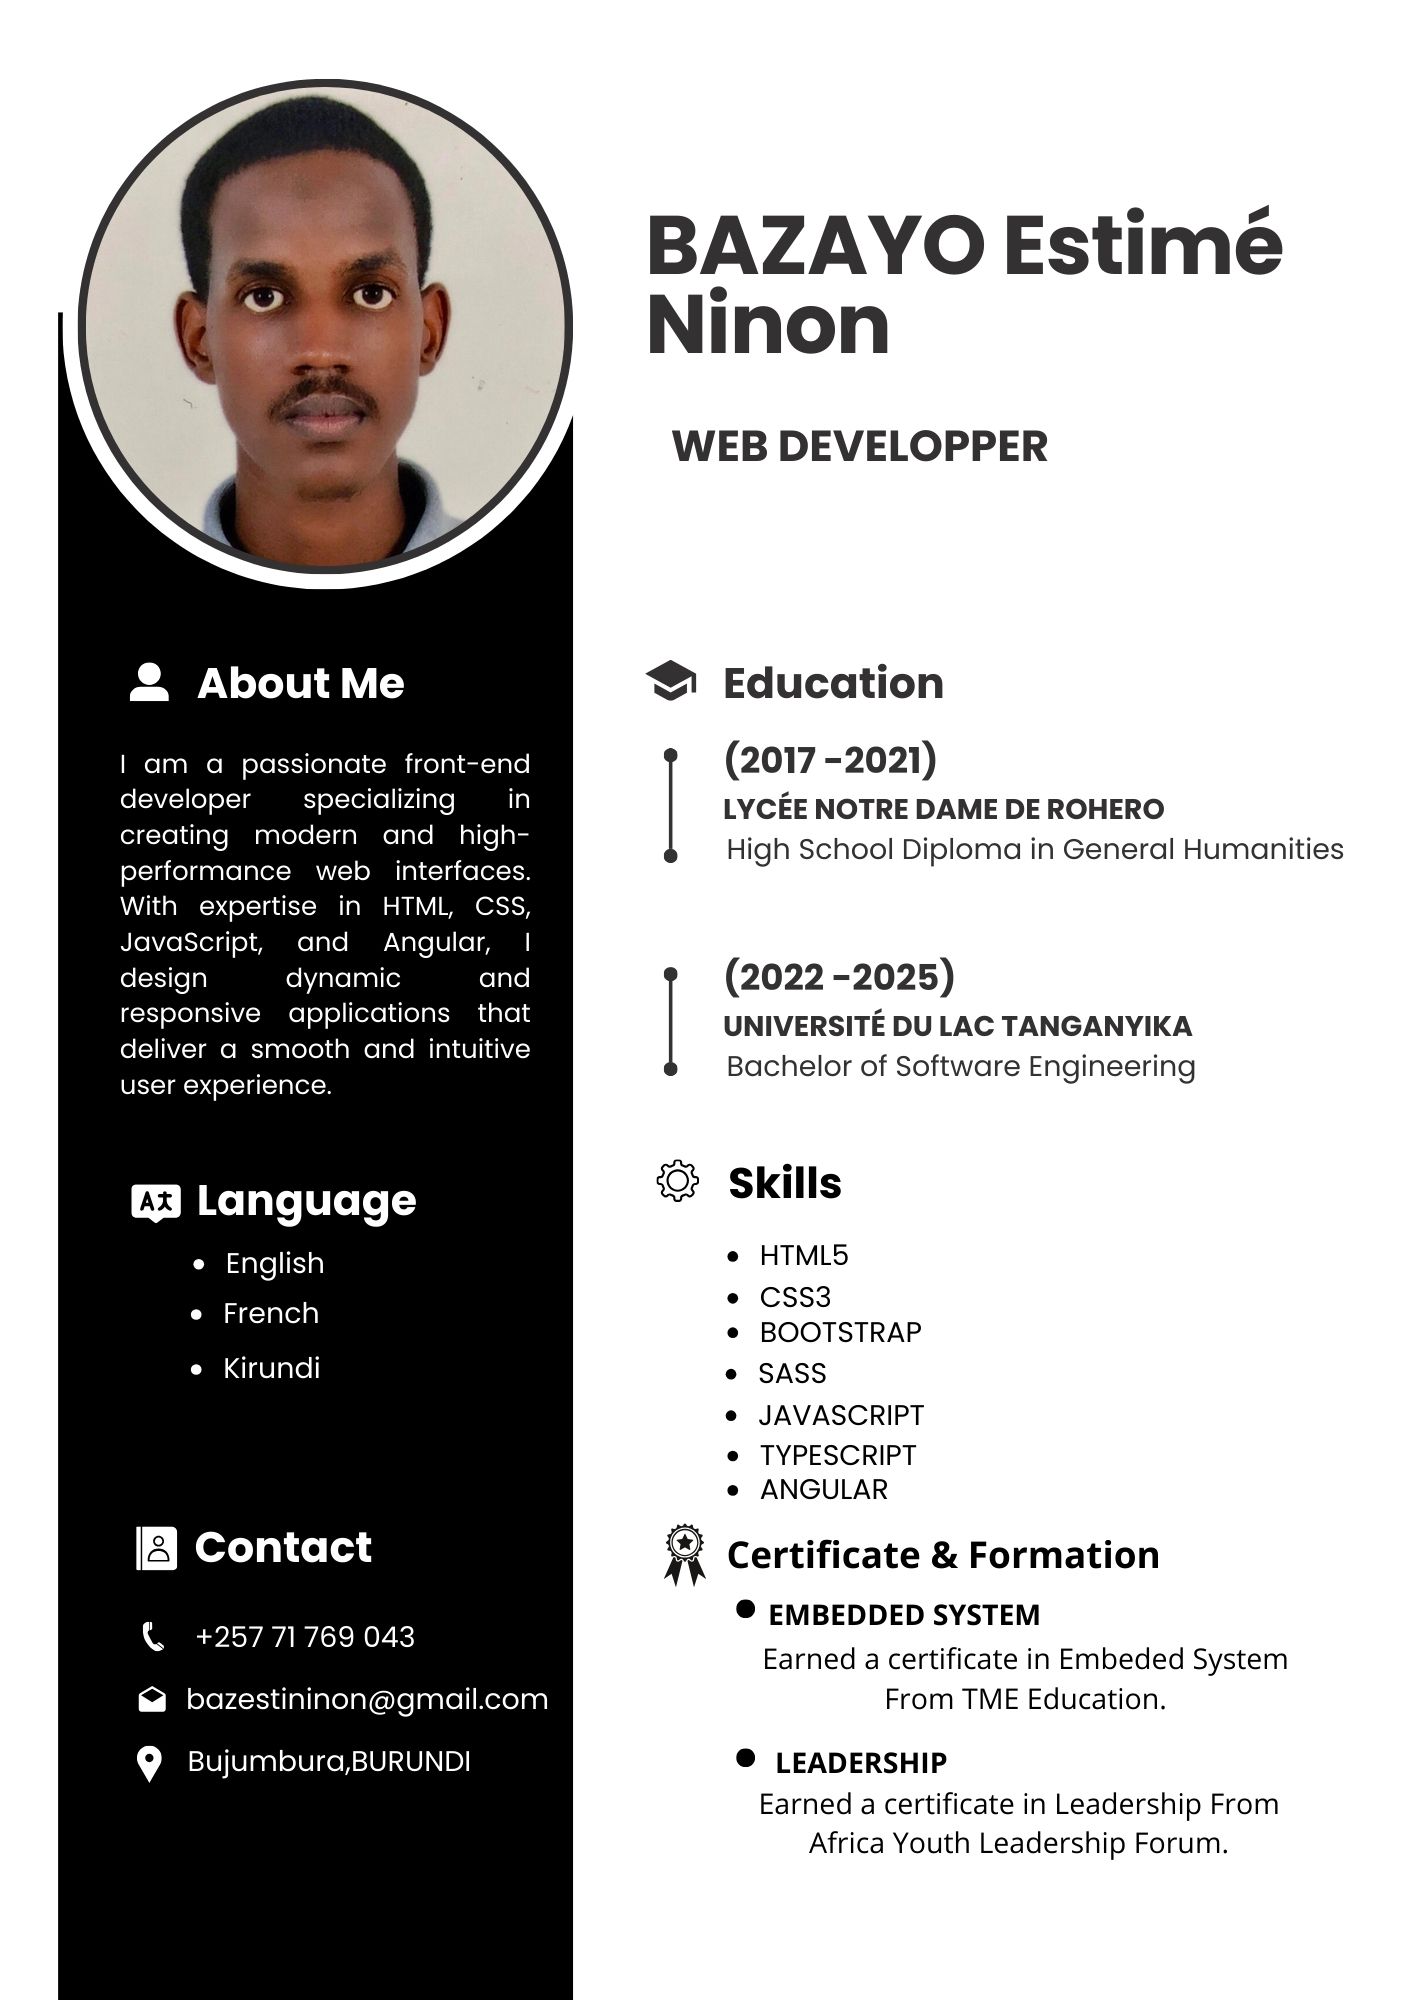 BAZAYO Estimé
Ninon
WEB DEVELOPPER
About Me
I am a passionate front-end
developer specializing in
creating modern and high-
performance web interfaces.
With expertise in HTML, CSS,
JavaScript, and Angular, I
design dynamic and
responsive applications that
deliver a smooth and intuitive
user experience.
Language
English
French
Kirundi
Contact
+257 71 769 043
bazestininon@gmail.com
Bujumbura,BURUNDI
Education
(2017 -2021)
LYCÉE NOTRE DAME DE ROHERO
High School Diploma in General Humanities
(2022 -2025)
UNIVERSITÉ DU LAC TANGANYIKA
Bachelor of Software Engineering
Skills
HTML5
CSS3
BOOTSTRAP
SASS
JAVASCRIPT
TYPESCRIPT
ANGULAR
Certificate & Formation
EMBEDDED SYSTEM
Earned a certificate in Embeded System
From TME Education.
LEADERSHIP
Earned a certificate in Leadership From
Africa Youth Leadership Forum.